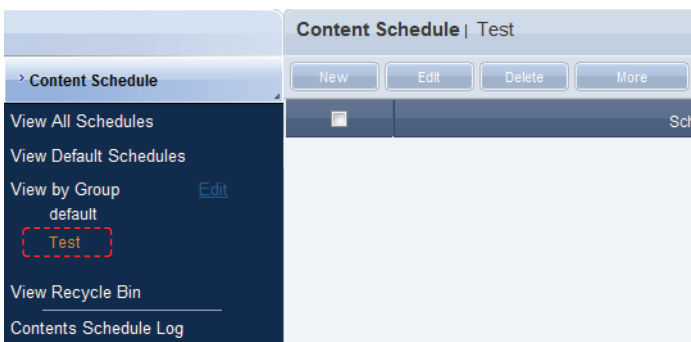 Content Schedule | Test
> Content Schedule
New Edit Delete More
View All Schedules
Sch
View Default Schedules
View by Group Edit
default
Test
View Recycle Bin
Contents Schedule Log